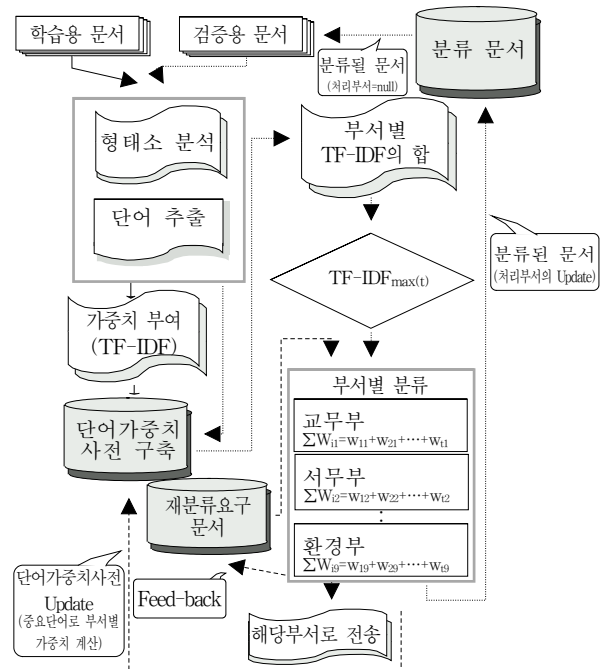 학습용 문서
검증용 문서
분류 문서
분류될 문서
(처리부서=null)
형태소 분석
단어 추출
부서별
TF-IDF의 합
분류된 문서
(처리부서의 Update)
TF-IDFmax(t)
가중치 부여
(TF-IDF)
부서별 분류
교무부
ΣWi1=w11+w21+···+wt1
서무부
ΣWi2=w12+w22+···+wt2
:
환경부
ΣWi9=w19+w29+···+wt9
단어가중치
사전 구축
재분류요구
문서
단어가중치사전
Update
(중요단어로 부서별
가중치 계산)
Feed-back
해당부서로 전송